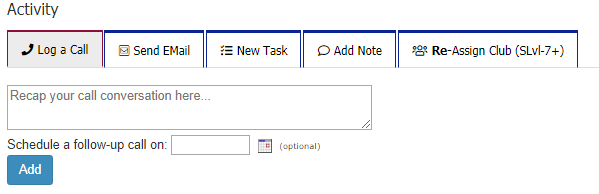 Activity
Log a Call Send EMail New Task Add Note Re-Assign Club (SLvl-7+)
Recap your call conversation here...
Schedule a follow-up call on: (optional)
Add